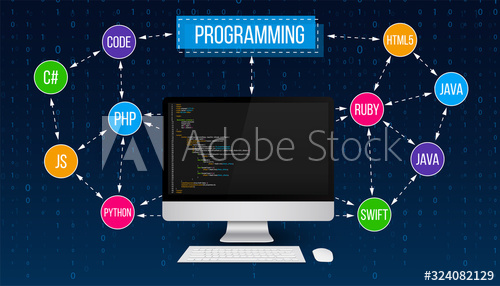 PROGRAMMING
CODE
HTML5
C#
JAVA
PHP
RUBY
JS
JAVA
PYTHON
SWIFT
Adobe Stock
#324082129